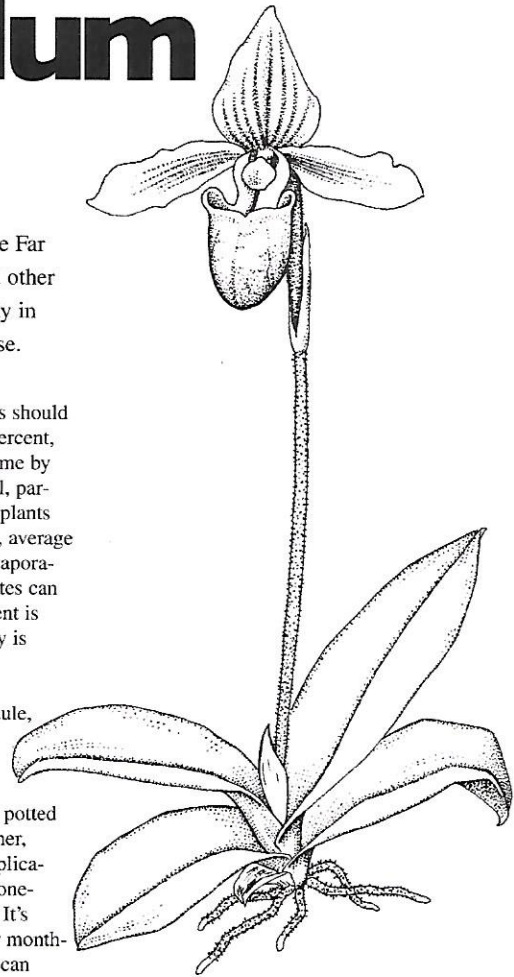 lum
e Far
other
y in
se.
s should
ercent,
me by
l, par-
plants
, average
apora-
tes can
ent is
y is
ule,
potted
her,
plica-
one-
It's
month-
can